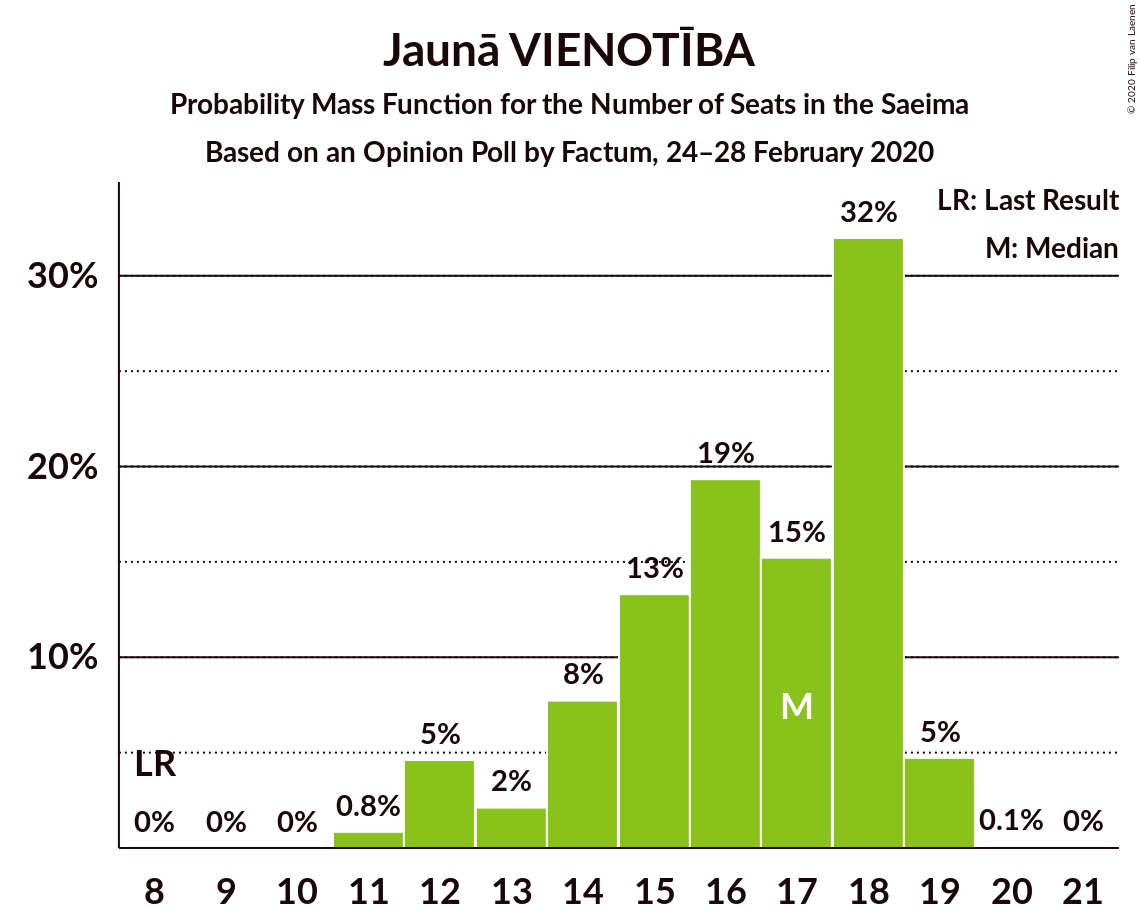 Jaunā VIENOTĪBA
Probability Mass Function for the Number of Seats in the Saeima
Based on an Opinion Poll by Factum, 24–28 February 2020
© 2020 Filip van Laenen
LR: Last Result
M: Median
32%
30%
20%
19%
15%
13%
10%
8%
M
5%
5%
LR
2%
0%
0%
0%
0.8%
0.1%
0%
8 9 10 11 12 13 14 15 16 17 18 19 20 21